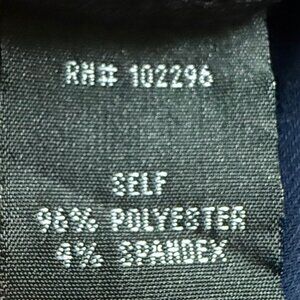 RN# 102296
SELF
96% POLYESTER
4% SPANDEX